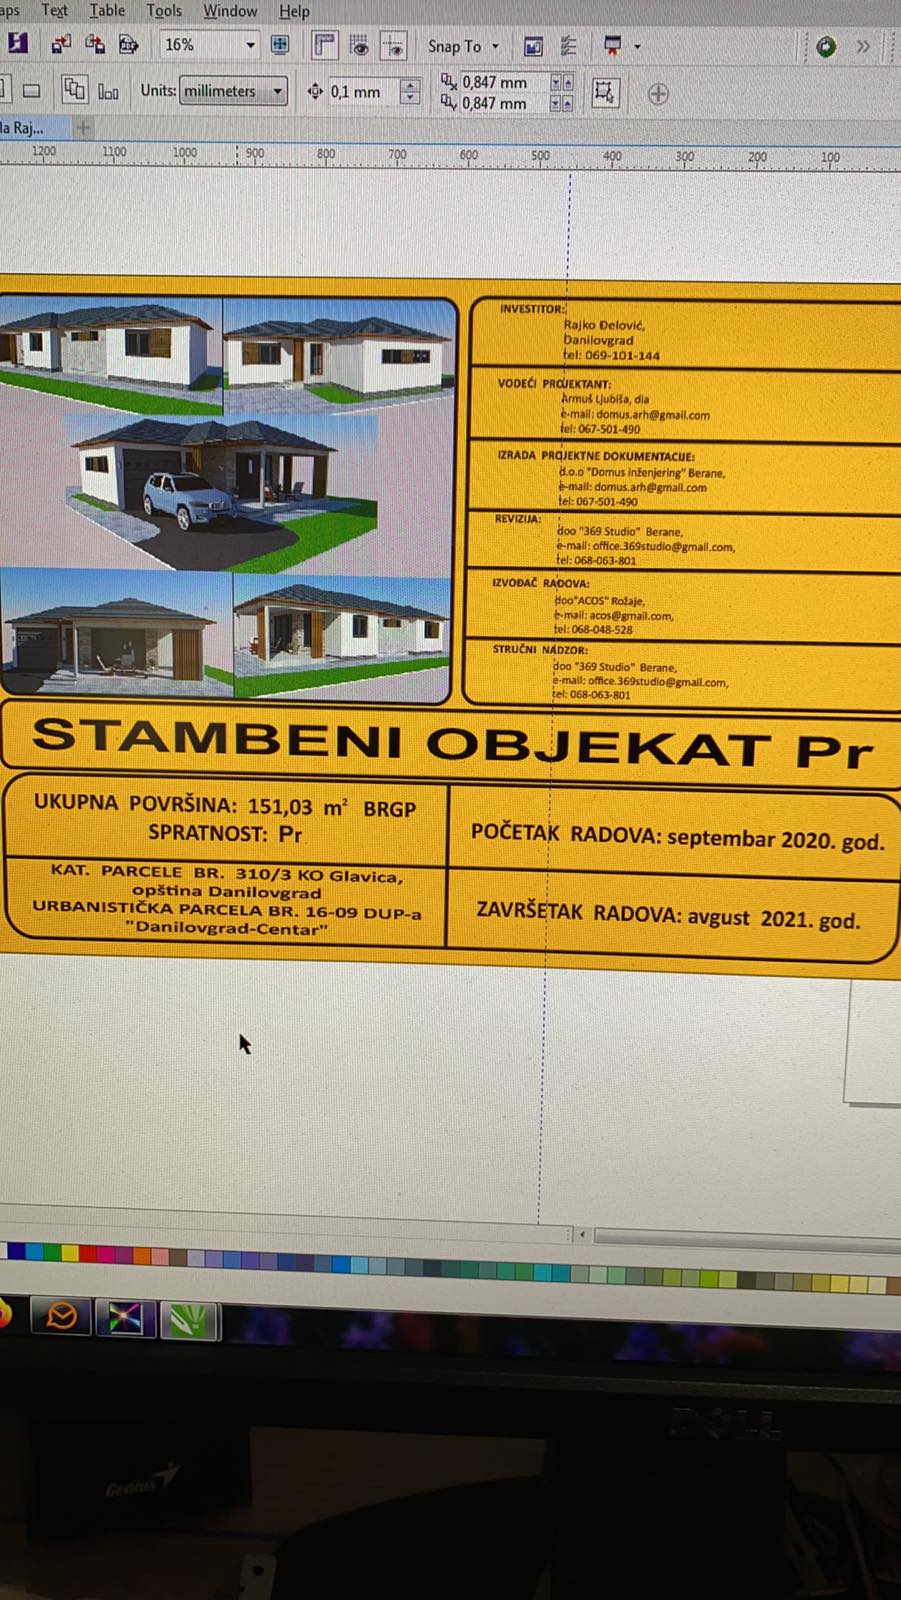 aps Text Table Tools Window Help
16% Snap To
Units: millimeters 0,1 mm 0,847 mm
0,847 mm
la Raj...
1200 1100 1000 900 800 700 600 500 400 300 200 100
INVESTITOR:
Rajko Đelović,
Danilovgrad
tel: 069-101-144
VODEĆI PROJEKTANT:
Armuš Ljubiša, dia
e-mail: domus.arh@gmail.com
tel: 067-501-490
IZRADA PROJEKTNE DOKUMENTACIJE:
d.o.o "Domus inženjering" Berane,
e-mail: domus.arh@gmail.com
tel: 067-501-490
REVIZIJA:
doo "369 Studio" Berane,
e-mail: office.369studio@gmail.com,
tel: 068-063-801
IZVOĐAČ RADOVA:
doo"ACOS" Rožaje,
e-mail: acos@gmail.com,
tel: 068-048-528
STRUČNI NADZOR:
doo "369 Studio" Berane,
e-mail: office.369studio@gmail.com,
tel: 068-063-801
STAMBENI OBJEKAT Pr
UKUPNA POVRŠINA: 151,03 m² BRGP
SPRATNOST: Pr
KAT. PARCELE BR. 310/3 KO Glavica,
opština Danilovgrad
URBANISTIČKA PARCELA BR. 16-09 DUP-a
"Danilovgrad-Centar"
POČETAK RADOVA: septembar 2020. god.
ZAVRŠETAK RADOVA: avgust 2021. god.
DELL
Genius